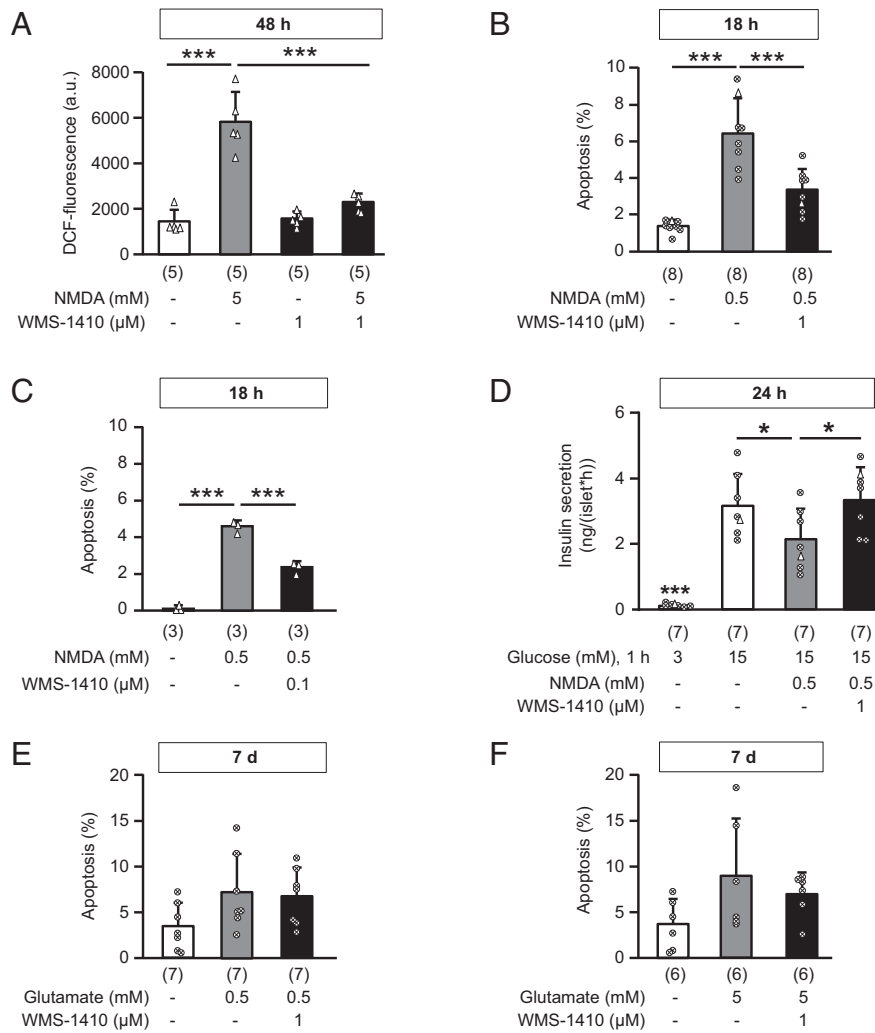 A
48 h
*** ***
8000
6000
4000
2000
0
DCF-fluorescence (a.u.)
(5) (5) (5) (5)
NMDA (mM) - 5 - 5
WMS-1410 (µM) - - 1 1
B
18 h
*** ***
10
8
6
4
2
0
Apoptosis (%)
(8) (8) (8)
NMDA (mM) - 0.5 0.5
WMS-1410 (µM) - - 1
C
18 h
*** ***
10
8
6
4
2
0
Apoptosis (%)
(3) (3) (3)
NMDA (mM) - 0.5 0.5
WMS-1410 (µM) - - 0.1
D
24 h
* *
6
4
2
0
Insulin secretion
(ng/(islet*h))
***
(7) (7) (7) (7)
Glucose (mM), 1 h 3 15 15 15
NMDA (mM) - - 0.5 0.5
WMS-1410 (µM) - - - 1
E
7 d
20
15
10
5
0
Apoptosis (%)
(7) (7) (7)
Glutamate (mM) - 0.5 0.5
WMS-1410 (µM) - - 1
F
7 d
20
15
10
5
0
Apoptosis (%)
(6) (6) (6)
Glutamate (mM) - 5 5
WMS-1410 (µM) - - 1